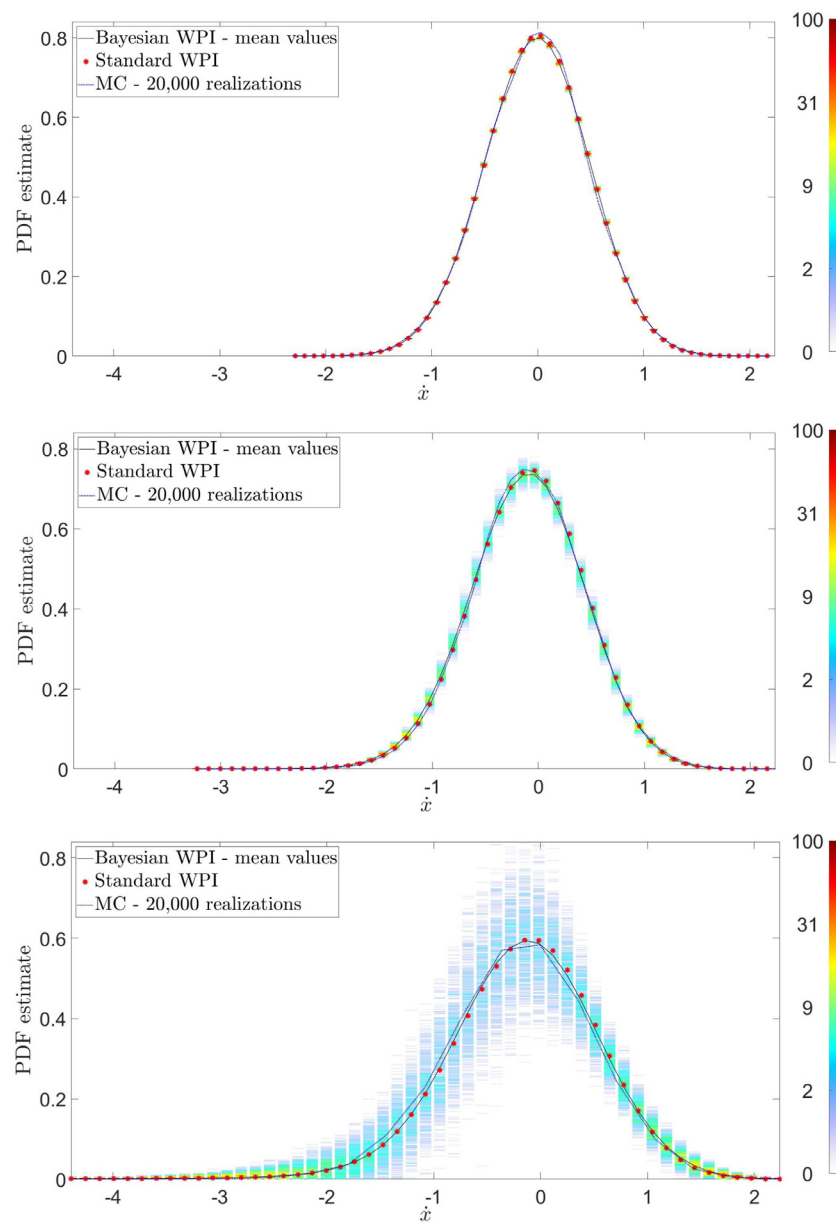 Bayesian WPI - mean values
Standard WPI
MC - 20,000 realizations
PDF estimate
0.8
0.6
0.4
0.2
0
-4 -3 -2 -1 0 1 2
ẋ
100
31
9
2
0
Bayesian WPI - mean values
Standard WPI
MC - 20,000 realizations
PDF estimate
0.8
0.6
0.4
0.2
0
-4 -3 -2 -1 0 1 2
ẋ
100
31
9
2
0
Bayesian WPI - mean values
Standard WPI
MC - 20,000 realizations
PDF estimate
0.8
0.6
0.4
0.2
0
-4 -3 -2 -1 0 1 2
ẋ
100
31
9
2
0